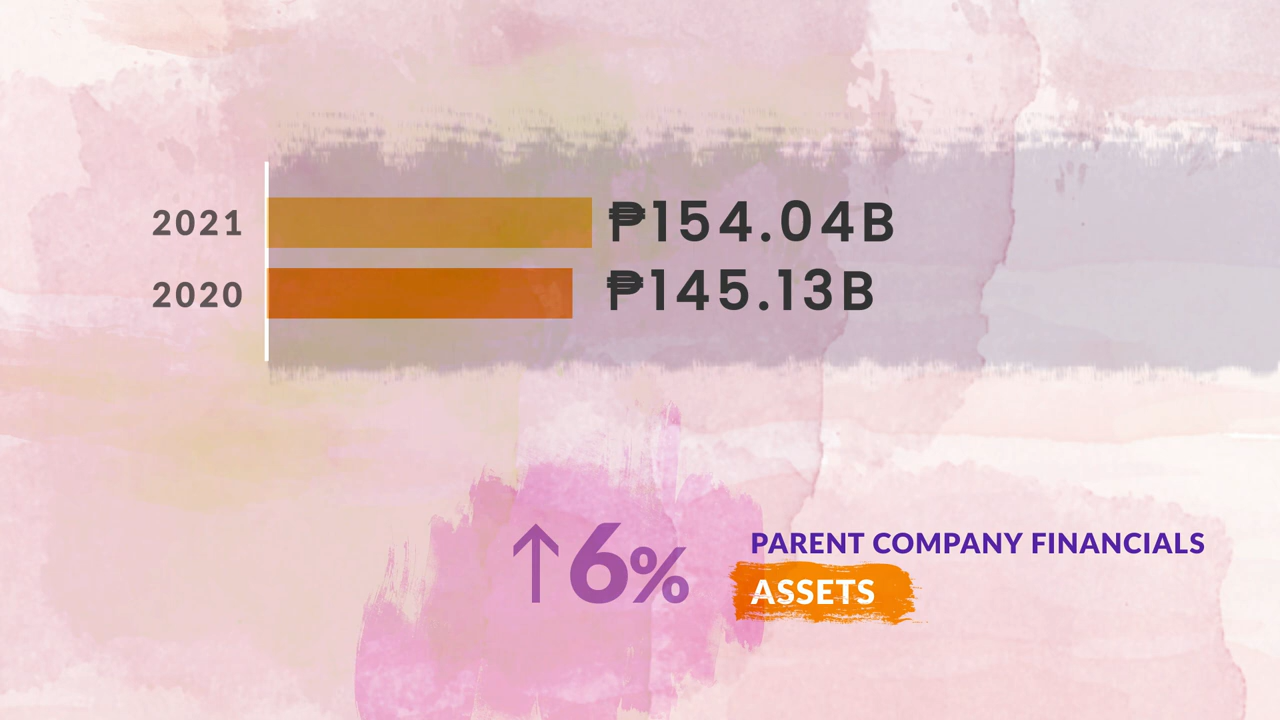 2021 ₱154.04B
2020 ₱145.13B
↑6%
PARENT COMPANY FINANCIALS
ASSETS